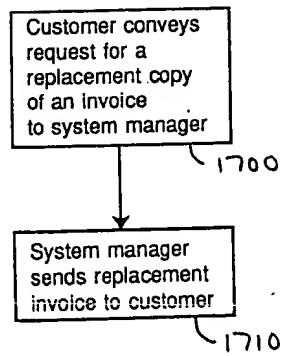 Customer conveys
request for a
replacement copy
of an invoice
to system manager
1700
System manager
sends replacement
invoice to customer
1710